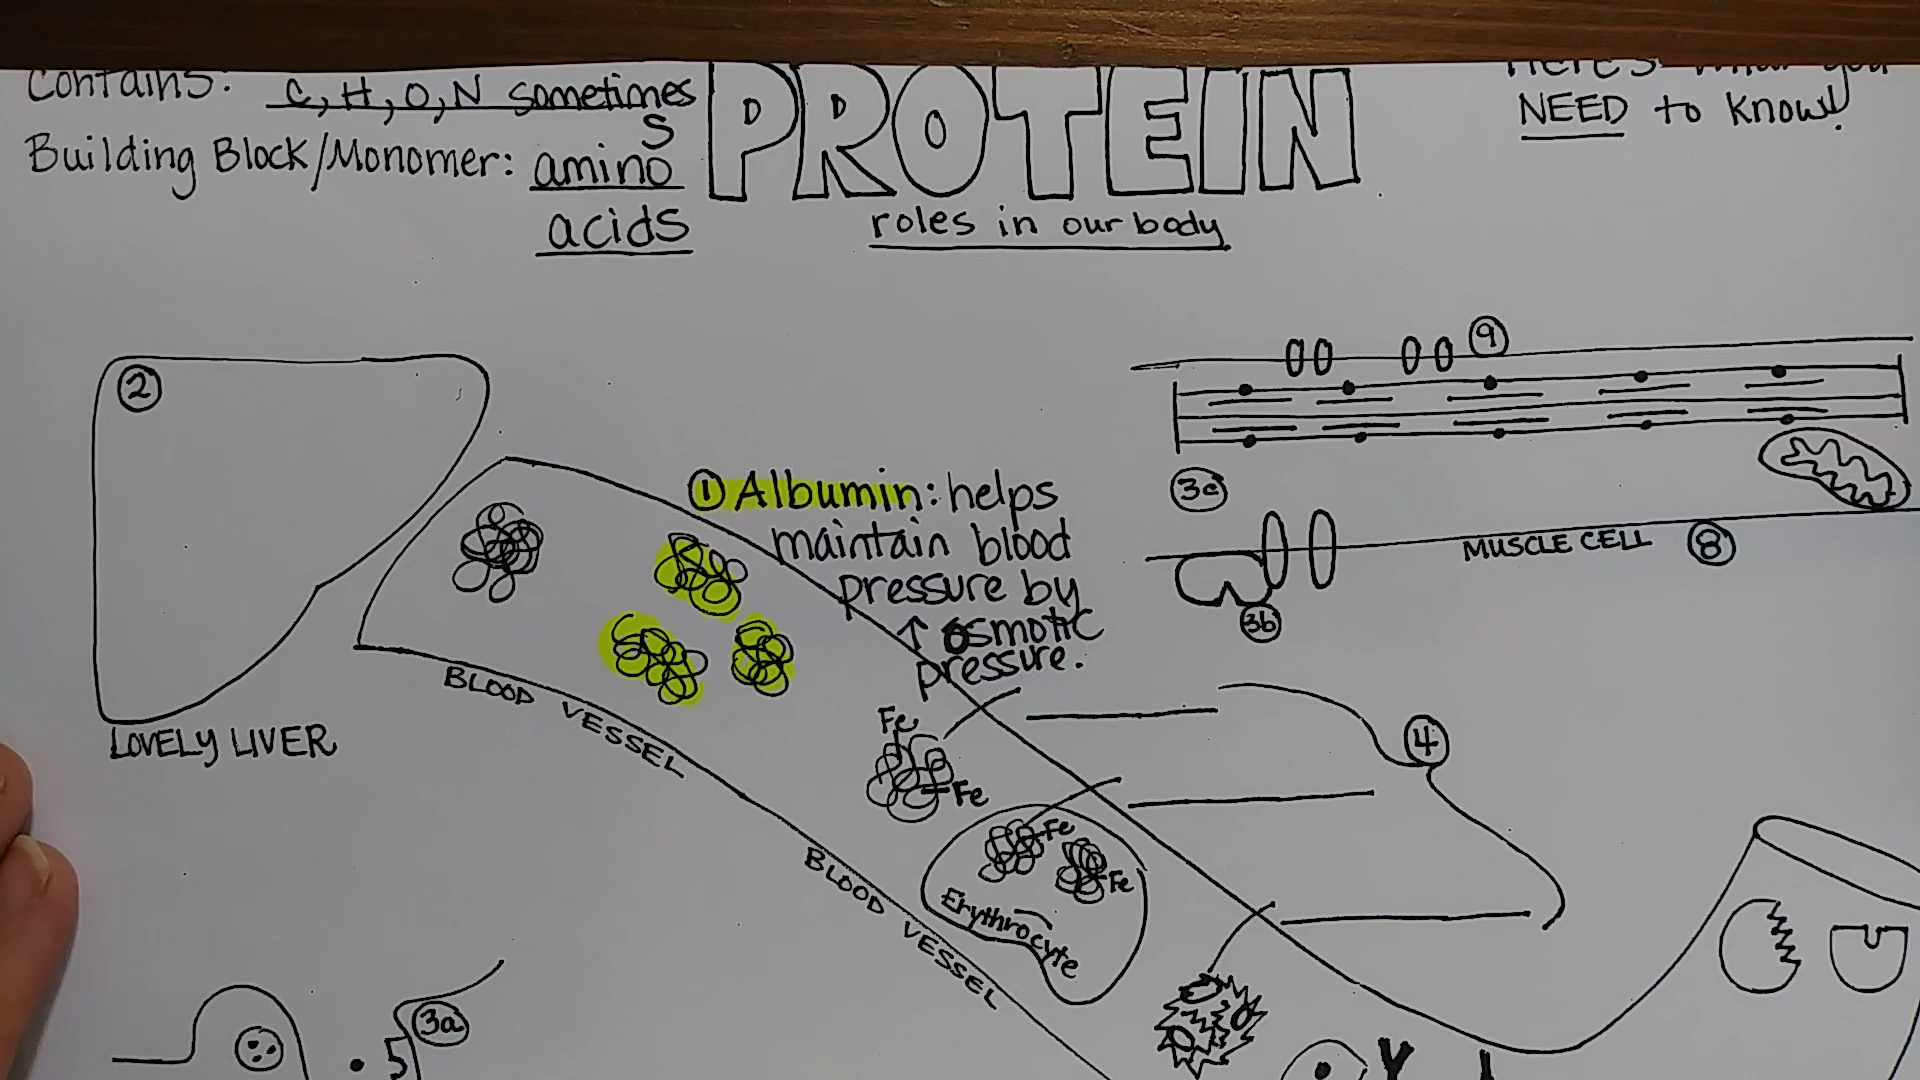 Contains: C, H, O, N sometimes
S
Building Block/Monomer: amino
acids
PROTEIN
roles in our body
NEED to know!
2
LOVELY LIVER
1 Albumin: helps
maintain blood
pressure by
↑ osmotic
pressure.
BLOOD VESSEL
9
3c
3b
MUSCLE CELL 8
4
Fe
Fe
Fe
Fe
Erythrocyte
BLOOD VESSEL
3a
5